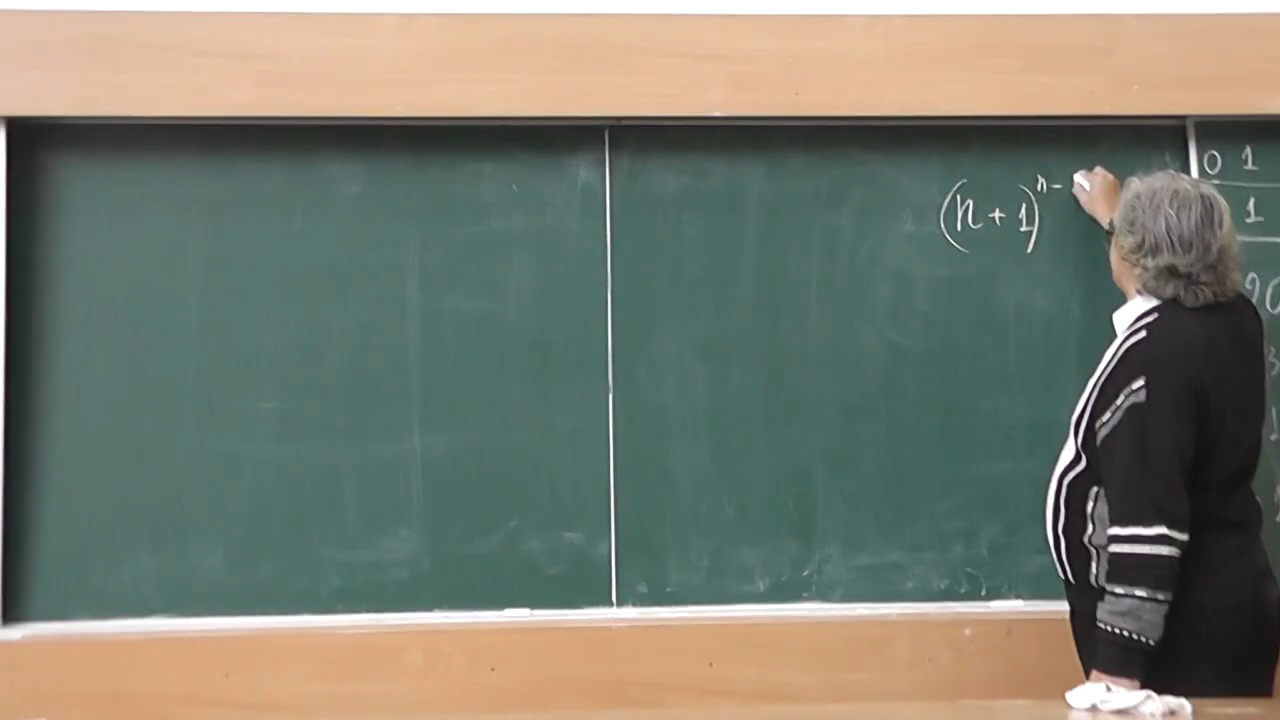 (n+1)^{n-
0 1
1